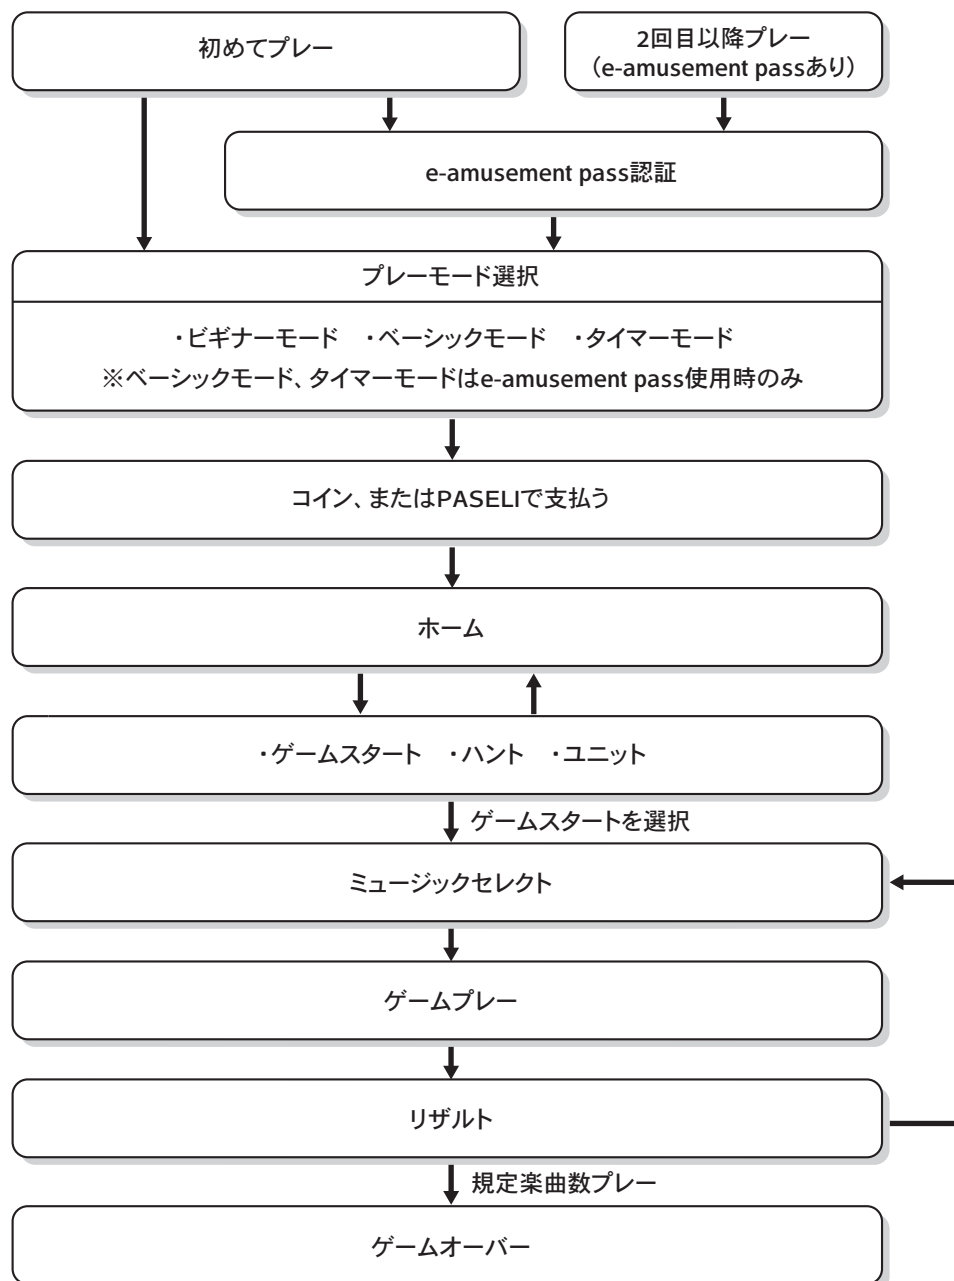 初めてプレー
2回目以降プレー
（e-amusement passあり）
e-amusement pass認証
プレーモード選択
・ビギナーモード　・ベーシックモード　・タイマーモード
※ベーシックモード、タイマーモードはe-amusement pass使用時のみ
コイン、またはPASELIで支払う
ホーム
・ゲームスタート　・ハント　・ユニット
ゲームスタートを選択
ミュージックセレクト
ゲームプレー
リザルト
規定楽曲数プレー
ゲームオーバー